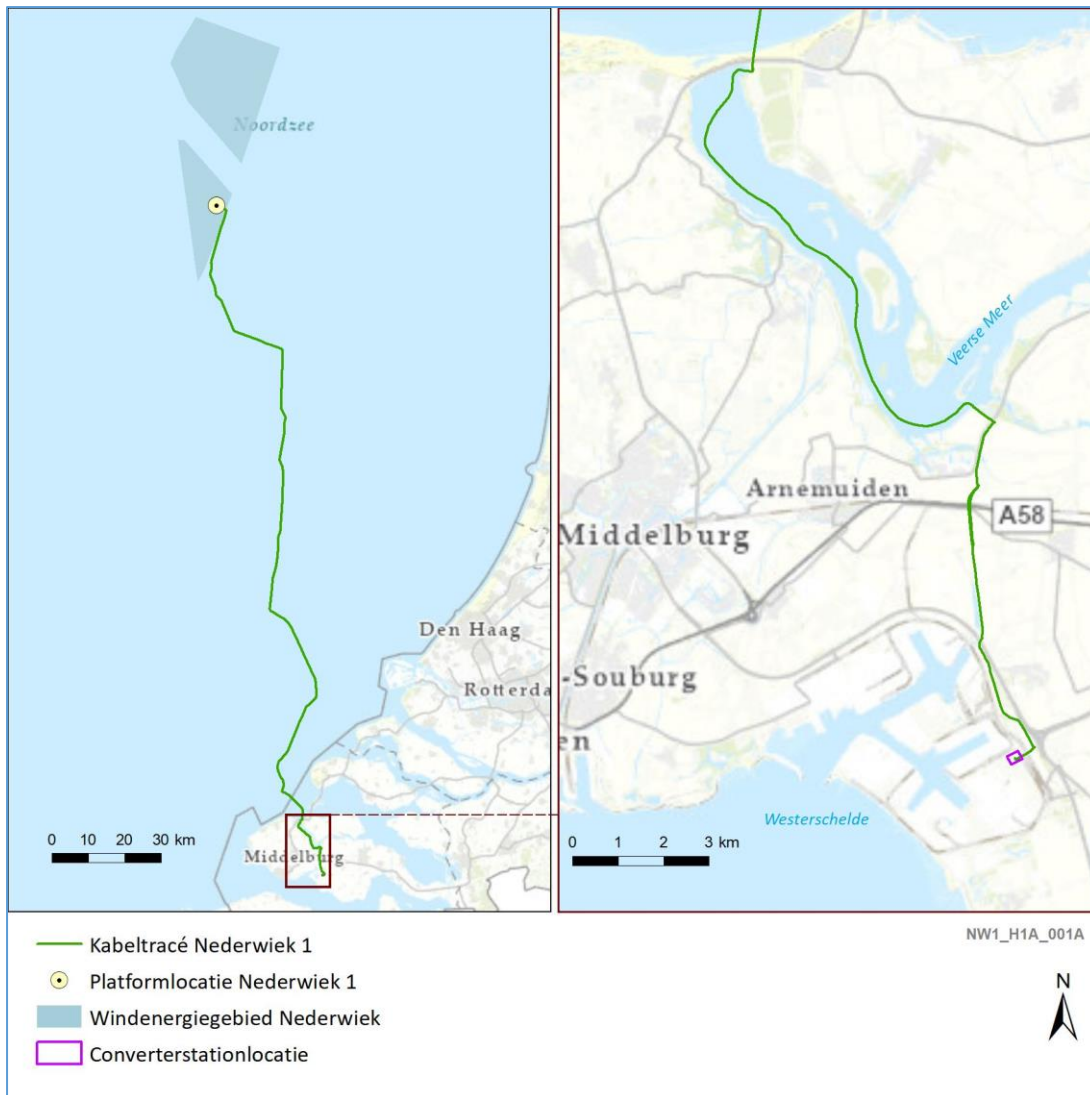 Noordzee
Den Haag
Rotterda
Middelburg
0 10 20 30 km
Veerse Meer
Arnemuiden
A58
Middelburg
-Souburg
en
Westerschelde
0 1 2 3 km
NW1_H1A_001A
Kabeltracé Nederwiek 1
Platformlocatie Nederwiek 1
Windenergiegebied Nederwiek
Converterstationlocatie
N